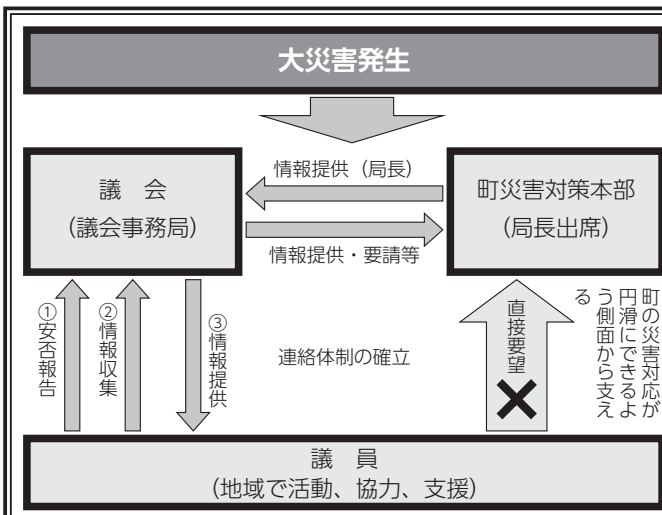 大災害発生
情報提供（局長）
議　会
（議会事務局）
町災害対策本部
（局長出席）
情報提供・要請等
①安否報告
②情報収集
③情報提供
連絡体制の確立
直接要望
町の災害対応が
円滑にできるよ
う側面から支え
る
議　員
（地域で活動、協力、支援）